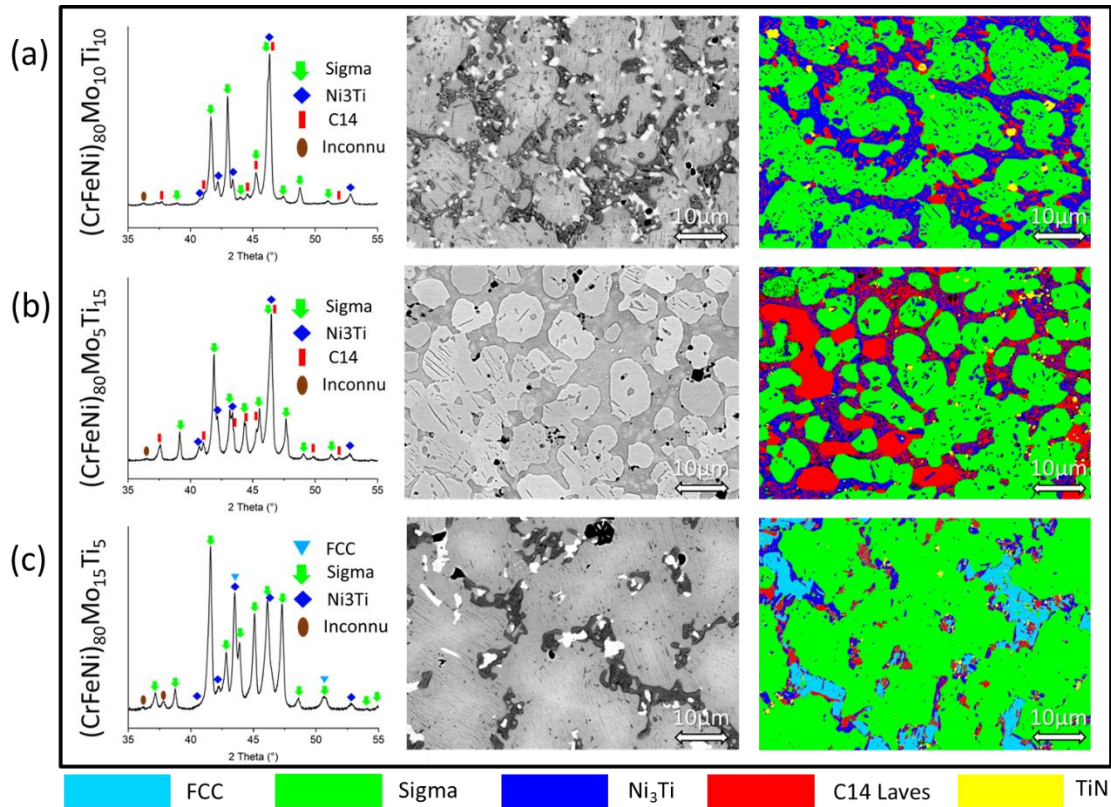 (a)
(CrFeNi)80Mo10Ti10
Sigma
Ni3Ti
C14
Inconnu
35 40 45 50 55
2 Theta (°)
10µm
10µm
(b)
(CrFeNi)80Mo5Ti15
Sigma
Ni3Ti
C14
Inconnu
35 40 45 50 55
2 Theta (°)
10µm
10µm
(c)
(CrFeNi)80Mo15Ti5
FCC
Sigma
Ni3Ti
Inconnu
35 40 45 50 55
2 Theta (°)
10µm
10µm
FCC Sigma Ni3Ti C14 Laves TiN